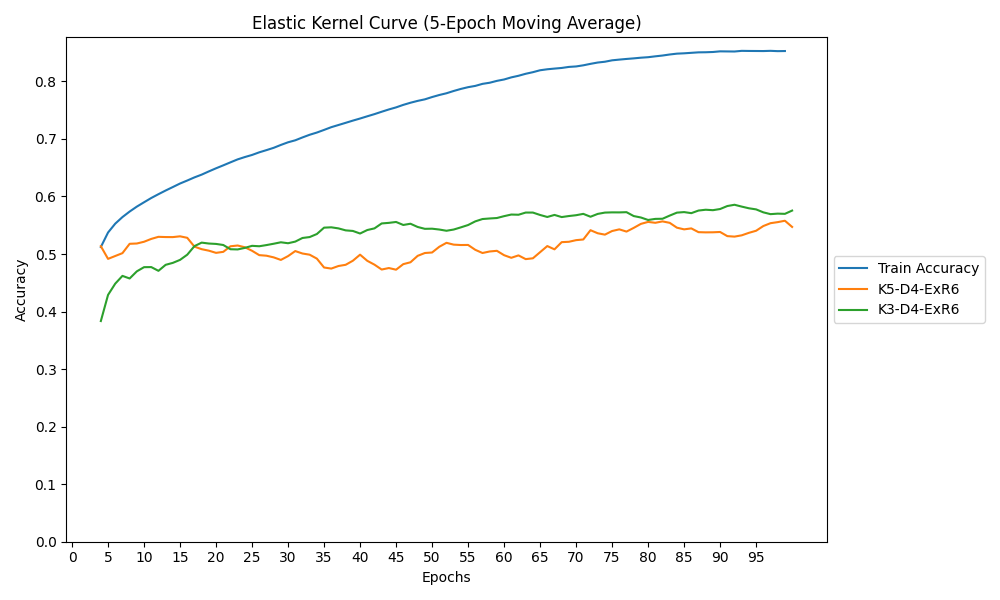 Elastic Kernel Curve (5-Epoch Moving Average)
Accuracy
0.8
0.7
0.6
0.5
0.4
0.3
0.2
0.1
0.0
0 5 10 15 20 25 30 35 40 45 50 55 60 65 70 75 80 85 90 95
Epochs
Train Accuracy
K5-D4-ExR6
K3-D4-ExR6